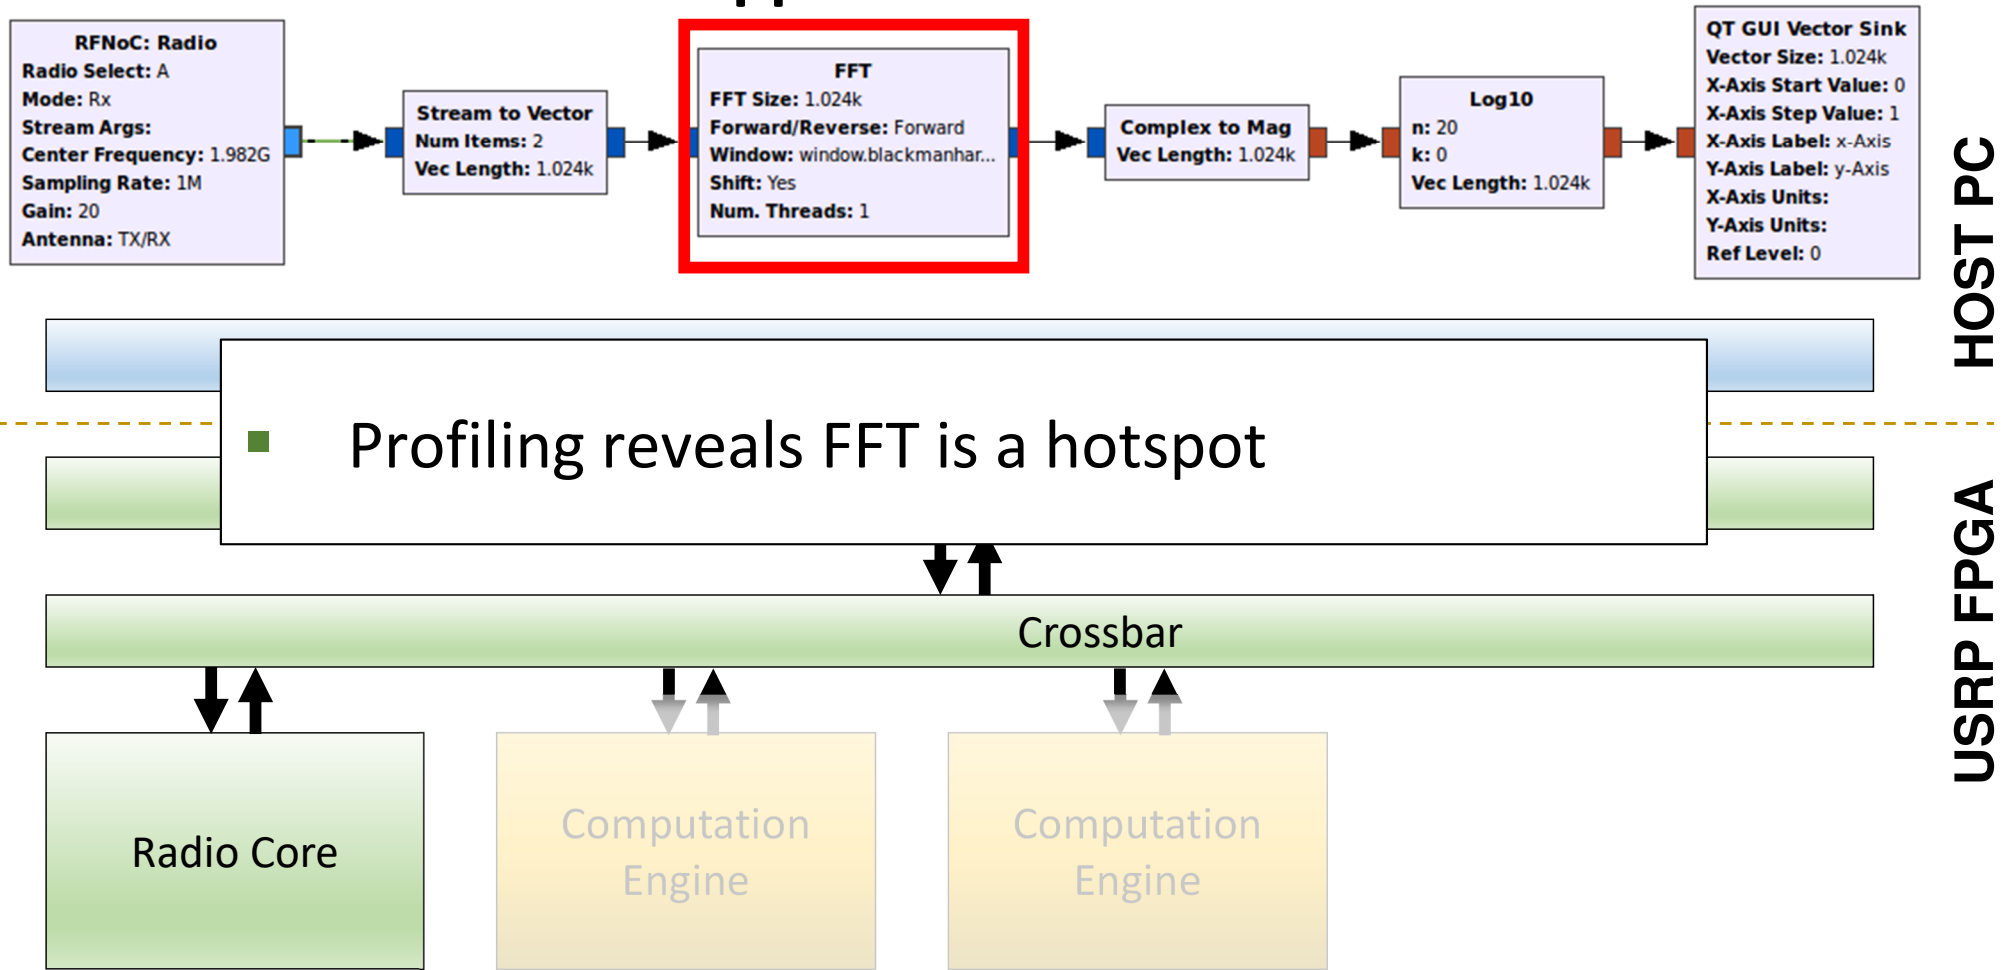 RFNoC: Radio
Radio Select: A
Mode: Rx
Stream Args:
Center Frequency: 1.982G
Sampling Rate: 1M
Gain: 20
Antenna: TX/RX
Stream to Vector
Num Items: 2
Vec Length: 1.024k
FFT
FFT Size: 1.024k
Forward/Reverse: Forward
Window: window.blackmanhar...
Shift: Yes
Num. Threads: 1
Complex to Mag
Vec Length: 1.024k
Log10
n: 20
k: 0
Vec Length: 1.024k
QT GUI Vector Sink
Vector Size: 1.024k
X-Axis Start Value: 0
X-Axis Step Value: 1
X-Axis Label: x-Axis
Y-Axis Label: y-Axis
X-Axis Units:
Y-Axis Units:
Ref Level: 0
HOST PC
Profiling reveals FFT is a hotspot
USRP FPGA
Crossbar
Radio Core
Computation
Engine
Computation
Engine